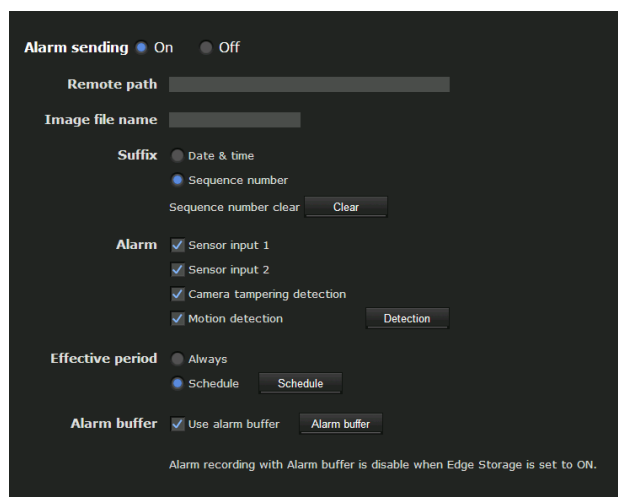 Alarm sending On Off
Remote path
Image file name
Suffix Date & time
Sequence number
Sequence number clear Clear
Alarm Sensor input 1
Sensor input 2
Camera tampering detection
Motion detection Detection
Effective period Always
Schedule Schedule
Alarm buffer Use alarm buffer Alarm buffer
Alarm recording with Alarm buffer is disable when Edge Storage is set to ON.